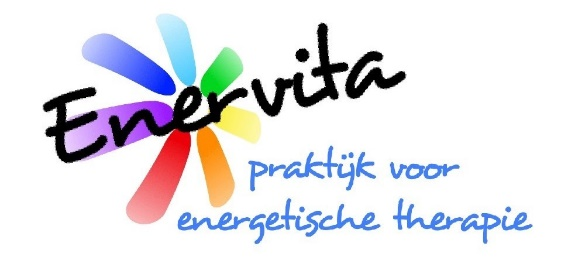 Enervita
praktijk voor
energetische therapie